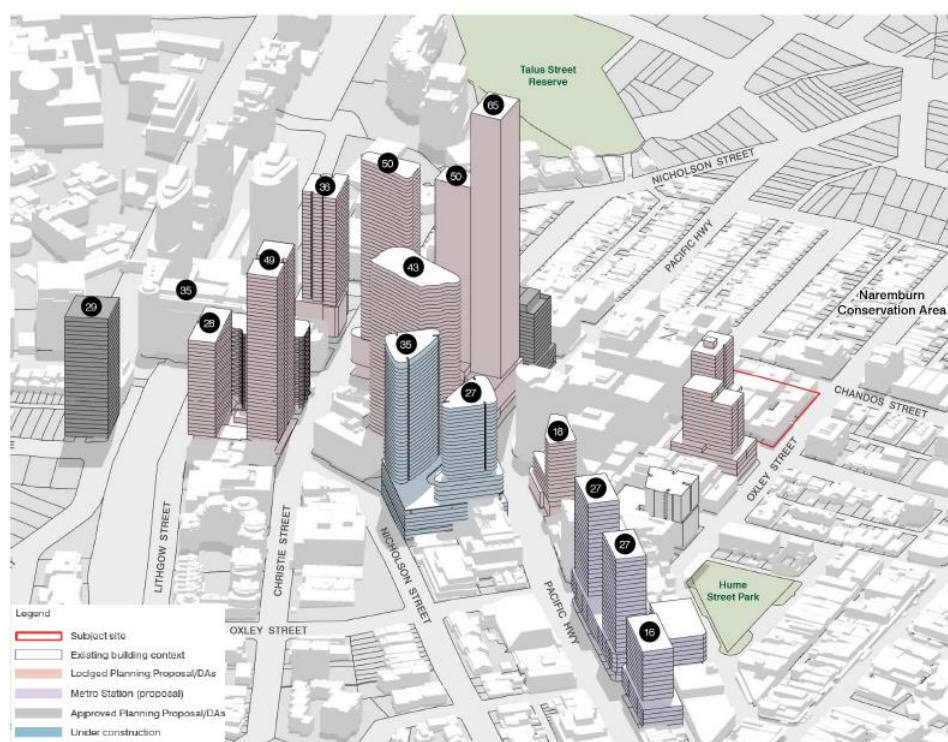 Talus Street
Reserve
65
50
50
36
NICHOLSON STREET
PACIFIC HWY
49
43
35
29
28
35
27
Naremburn
Conservation Area
CHANDOS STREET
OXLEY STREET
18
27
27
16
Hume
Street Park
LITHGOW STREET
CHRISTIE STREET
NICHOLSON STREET
PACIFIC HWY
OXLEY STREET
Legend
Subject site
Existing building context
Lodged Planning Proposal/DAs
Metro Station (proposal)
Approved Planning Proposal/DAs
Under construction